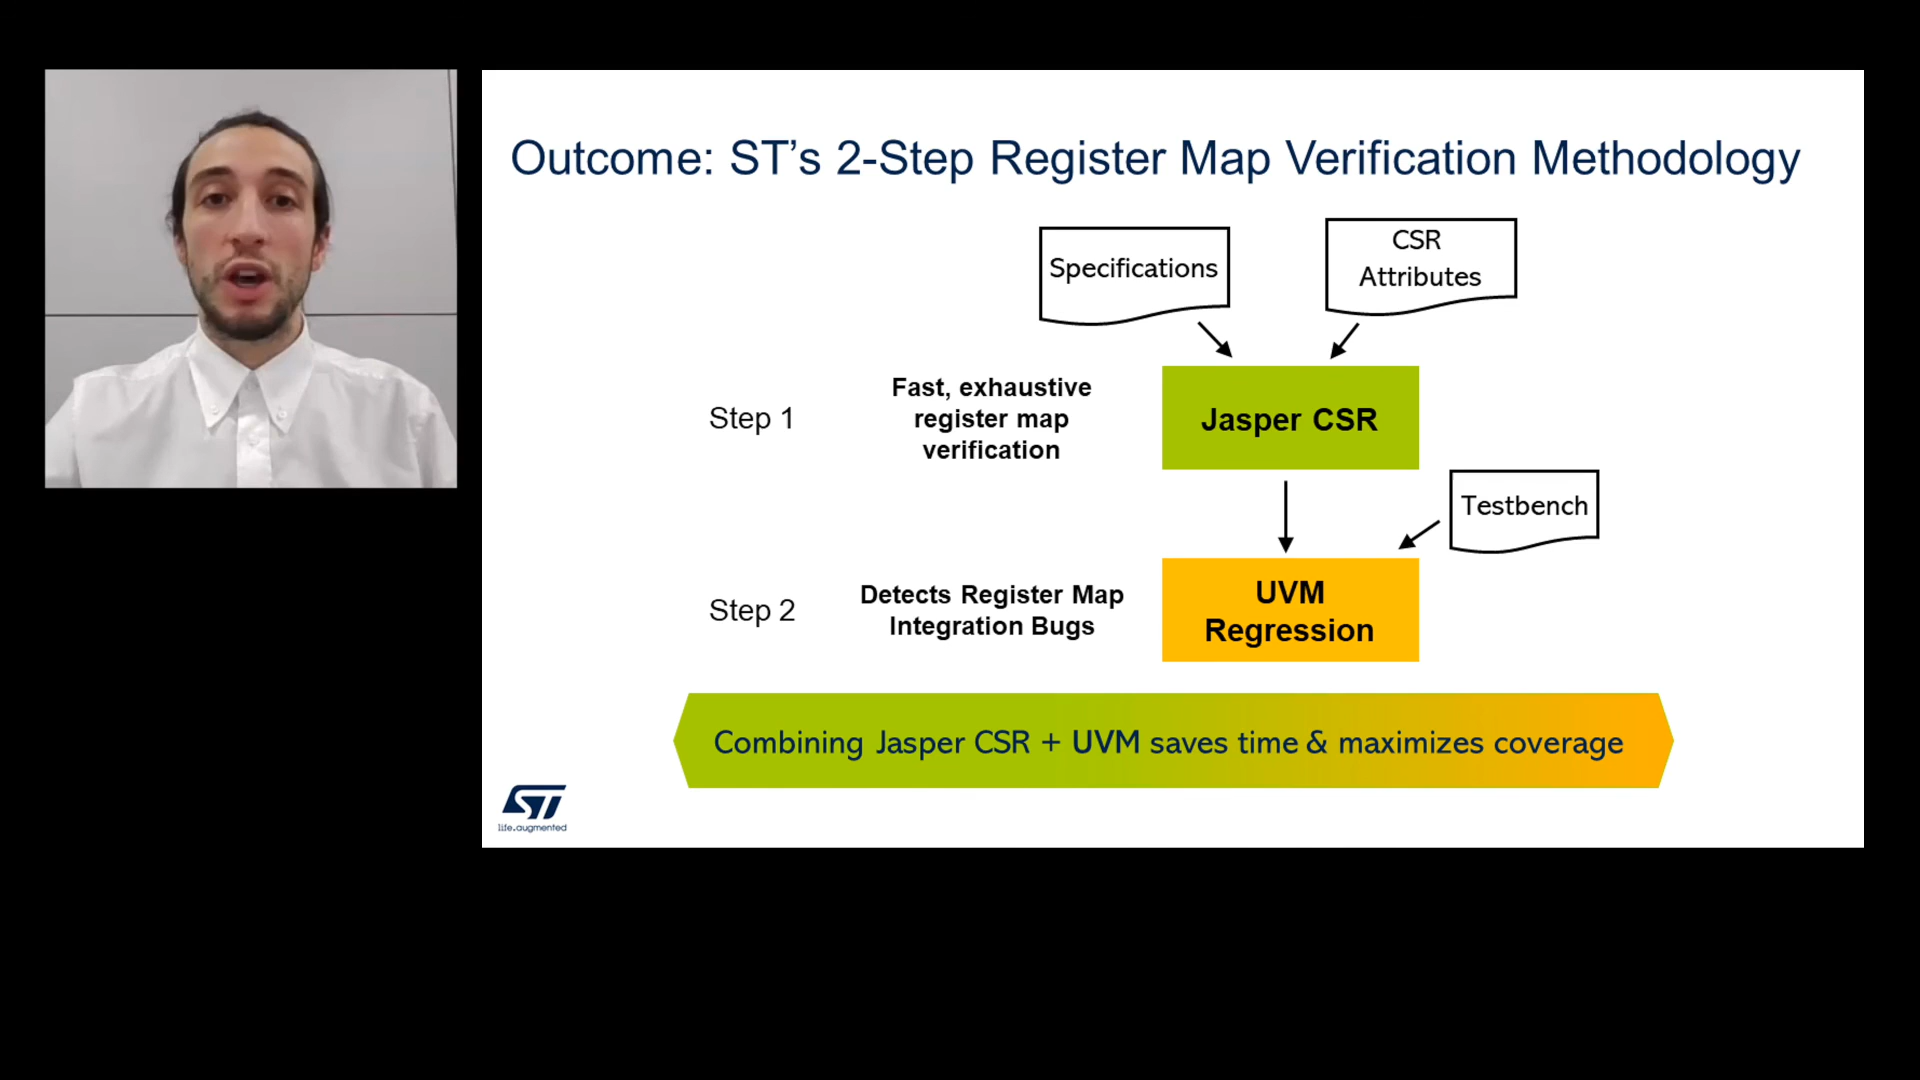 Outcome: ST’s 2-Step Register Map Verification Methodology
Specifications
CSR
Attributes
Step 1
Fast, exhaustive
register map
verification
Jasper CSR
Testbench
Step 2
Detects Register Map
Integration Bugs
UVM
Regression
Combining Jasper CSR + UVM saves time & maximizes coverage
ST
life.augmented